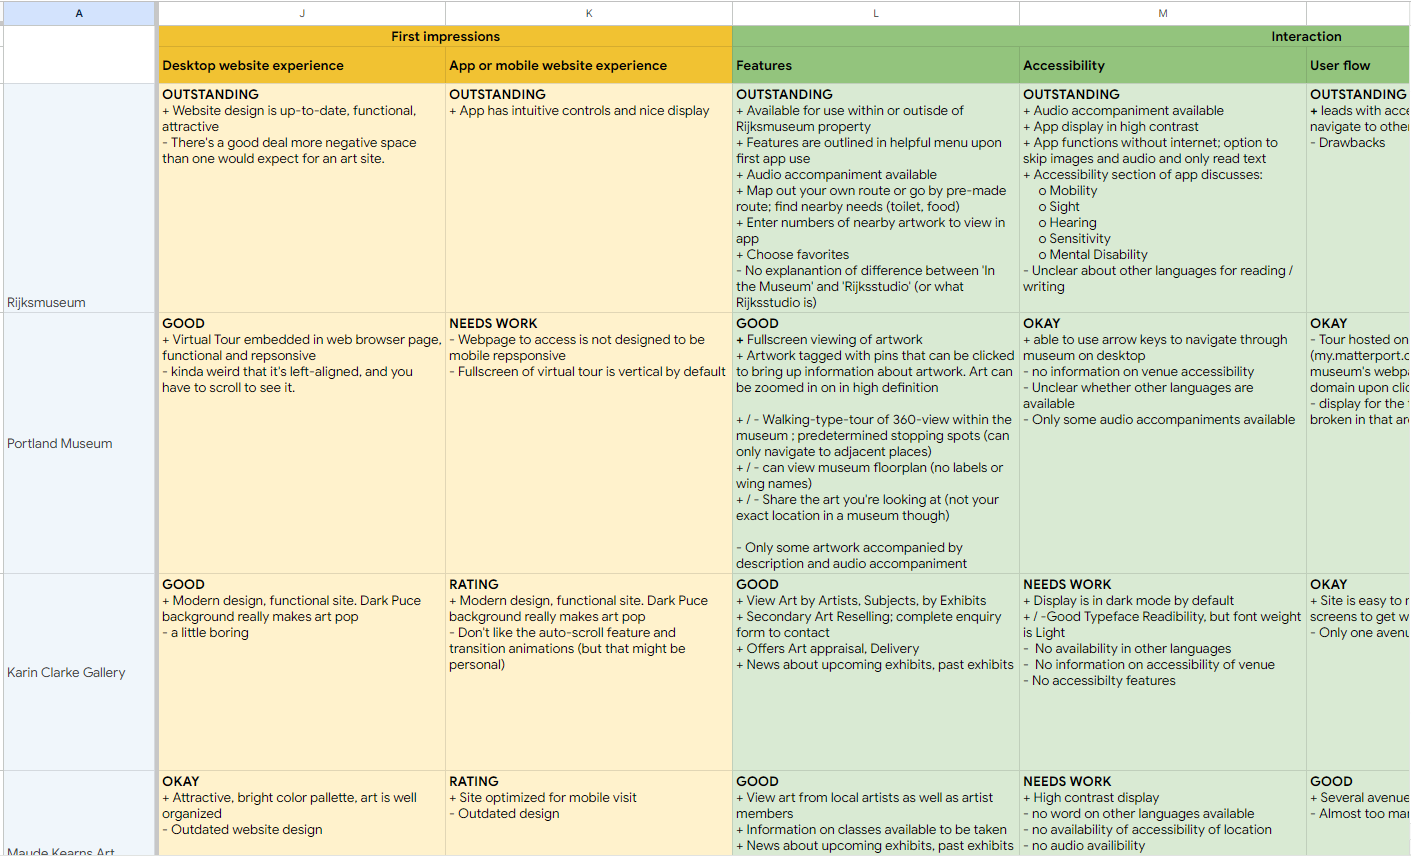 A J K L M
First impressions Interaction
Desktop website experience App or mobile website experience Features Accessibility User flow
Rijksmuseum
OUTSTANDING
+ Website design is up-to-date, functional,
attractive
- There's a good deal more negative space
than one would expect for an art site.
OUTSTANDING
+ App has intuitive controls and nice display
OUTSTANDING
+ Available for use within or outisde of
Rijksmuseum property
+ Features are outlined in helpful menu upon
first app use
+ Audio accompaniment available
+ Map out your own route or go by pre-made
route; find nearby needs (toilet, food)
+ Enter numbers of nearby artwork to view in
app
+ Choose favorites
- No explanantion of difference between 'In
the Museum' and 'Rijksstudio' (or what
Rijksstudio is)
OUTSTANDING
+ Audio accompaniment available
+ App display in high contrast
+ App functions without internet; option to
skip images and audio and only read text
+ Accessibility section of app discusses:
o Mobility
o Sight
o Hearing
o Sensitivity
o Mental Disability
- Unclear about other languages for reading /
writing
OUTSTANDING
+ leads with acce
navigate to other
- Drawbacks
Portland Museum
GOOD
+ Virtual Tour embedded in web browser page,
functional and repsonsive
- kinda weird that it's left-aligned, and you
have to scroll to see it.
NEEDS WORK
- Webpage to access is not designed to be
mobile repsponsive
- Fullscreen of virtual tour is vertical by default
GOOD
+ Fullscreen viewing of artwork
+ Artwork tagged with pins that can be clicked
to bring up information about artwork. Art can
be zoomed in on in high definition
+ / - Walking-type-tour of 360-view within the
museum ; predetermined stopping spots (can
only navigate to adjacent places)
+ / - can view museum floorplan (no labels or
wing names)
+ / - Share the art you're looking at (not your
exact location in a museum though)
- Only some artwork accompanied by
description and audio accompaniment
OKAY
+ able to use arrow keys to navigate through
museum on desktop
- no information on venue accessibility
- Unclear whether other languages are
available
- Only some audio accompaniments available
OKAY
- Tour hosted on
(my.matterport.c
museum's webpa
domain upon clic
- display for the
broken in that are
Karin Clarke Gallery
GOOD
+ Modern design, functional site. Dark Puce
background really makes art pop
- a little boring
RATING
+ Modern design, functional site. Dark Puce
background really makes art pop
- Don't like the auto-scroll feature and
transition animations (but that might be
personal)
GOOD
+ View Art by Artists, Subjects, by Exhibits
+ Secondary Art Reselling; complete enquiry
form to contact
+ Offers Art appraisal, Delivery
+ News about upcoming exhibits, past exhibits
NEEDS WORK
+ Display is in dark mode by default
+ / -Good Typeface Readibility, but font weight
is Light
- No availability in other languages
- No information on accessibility of venue
- No accessibilty features
OKAY
+ Site is easy to
screens to get w
- Only one avenu
Maude Kearns Art
OKAY
+ Attractive, bright color pallette, art is well
organized
- Outdated website design
RATING
+ Site optimized for mobile visit
- Outdated design
GOOD
+ View art from local artists as well as artist
members
+ Information on classes available to be taken
+ News about upcoming exhibits, past exhibits
NEEDS WORK
+ High contrast display
- no word on other languages available
- no availability of accessibility of location
- no audio availibility
GOOD
+ Several avenue
- Almost too mar